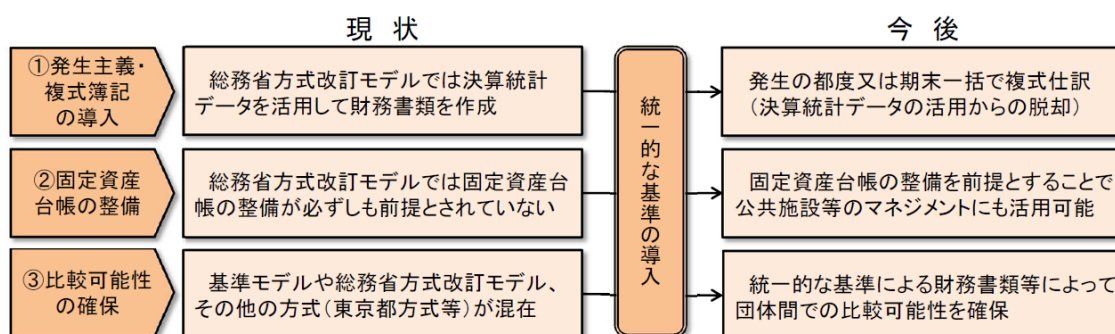 現 状
今 後
①発生主義・
複式簿記
の導入
総務省方式改訂モデルでは決算統計
データを活用して財務書類を作成
発生の都度又は期末一括で複式仕訳
（決算統計データの活用からの脱却）
②固定資産
台帳の整備
総務省方式改訂モデルでは固定資産台
帳の整備が必ずしも前提とされていない
固定資産台帳の整備を前提とすることで
公共施設等のマネジメントにも活用可能
③比較可能性
の確保
基準モデルや総務省方式改訂モデル、
その他の方式（東京都方式等）が混在
統一的な基準による財務書類等によって
団体間での比較可能性を確保
統一的な基準の導入